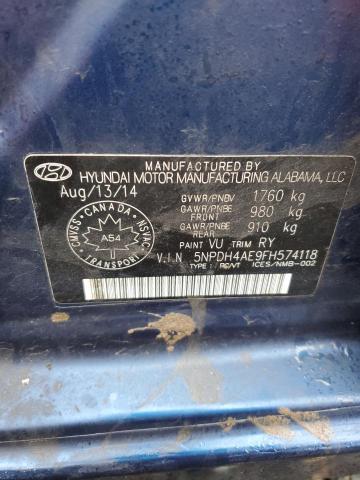 MANUFACTURED BY
HYUNDAI MOTOR MANUFACTURING ALABAMA, LLC
Aug/13/14
GVWR/PNBV 1760 kg
GAWR/PNBE FRONT 980 kg
GAWR/PNBE REAR 910 kg
PAINT VU TRIM RY
V.I.N 5NPDH4AE9FH574118
TYPE: PC/VT ICES/NMB-002
CMVSS · CANADA · NSVAC
A54
TRANSPORT